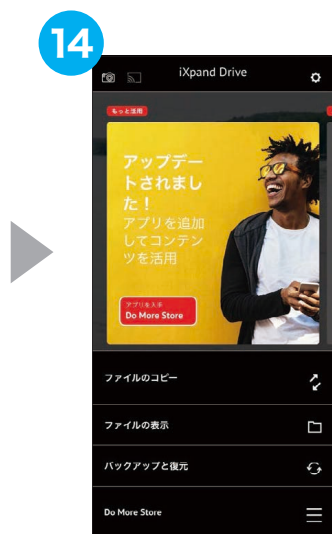 14
iXpand Drive
もっと活用
アップデー
トされまし
た！
アプリを追加
してコンテン
ツを活用
アプリを入手
Do More Store
ファイルのコピー
ファイルの表示
バックアップと復元
Do More Store